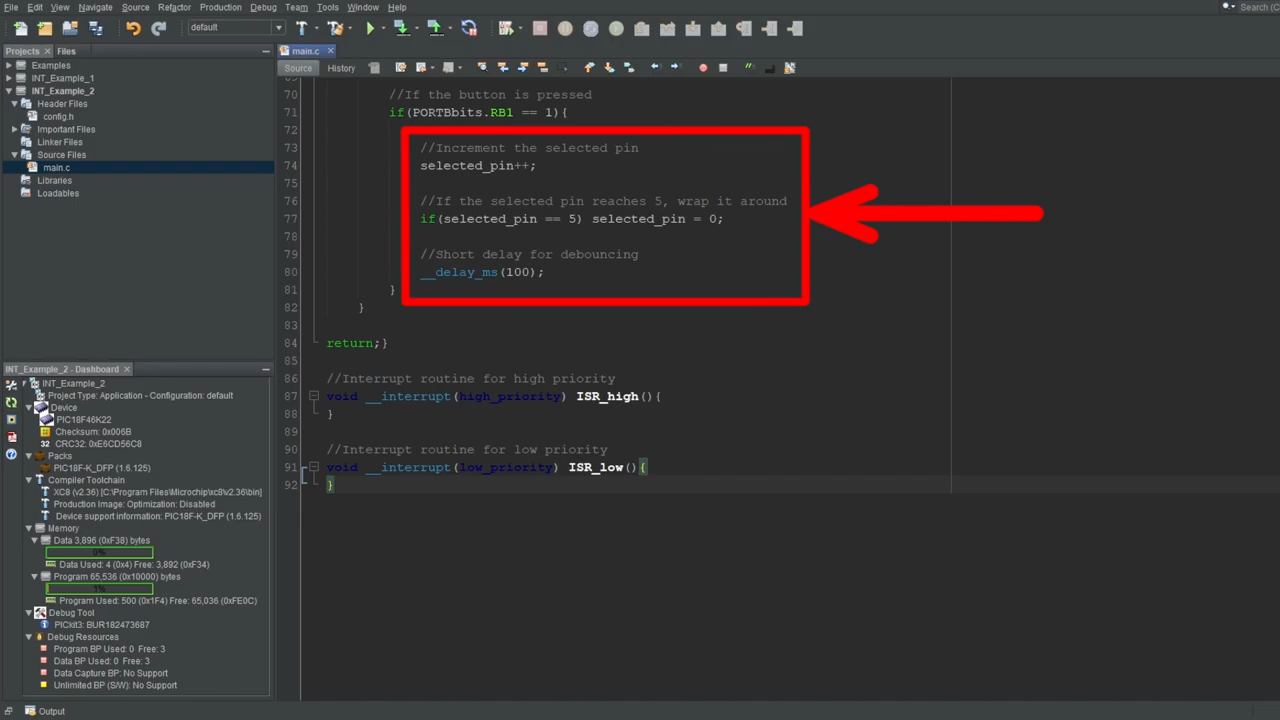 File Edit View Navigate Source Refactor Production Debug Team Tools Window Help
Search (C
default
Projects Files
main.c
Source History
Examples
INT_Example_1
INT_Example_2
Header Files
config.h
Important Files
Linker Files
Source Files
main.c
Libraries
Loadables
70 //If the button is pressed
71 if(PORTBbits.RB1 == 1){
72
73 //Increment the selected pin
74 selected_pin++;
75
76 //If the selected pin reaches 5, wrap it around
77 if(selected_pin == 5) selected_pin = 0;
78
79 //Short delay for debouncing
80 __delay_ms(100);
81 }
82 }
83
84 return;}
85
86 //Interrupt routine for high priority
87 void __interrupt(high_priority) ISR_high(){
88 }
89
90 //Interrupt routine for low priority
91 void __interrupt(low_priority) ISR_low(){
92 }
INT_Example_2 - Dashboard
INT_Example_2
Project Type: Application - Configuration: default
Device
PIC18F46K22
Checksum: 0x006B
32 CRC32: 0xE6CD56C8
Packs
PIC18F-K_DFP (1.6.125)
Compiler Toolchain
XC8 (v2.36) [C:\Program Files\Microchip\xc8\v2.36\bin]
Production Image: Optimization: Disabled
Device support information: PIC18F-K_DFP (1.6.125)
Memory
Data 3,896 (0xF38) bytes
0%
Data Used: 4 (0x4) Free: 3,892 (0xF34)
Program 65,536 (0x10000) bytes
1%
Program Used: 500 (0x1F4) Free: 65,036 (0xFE0C)
Debug Tool
PICkit3: BUR182473687
Debug Resources
Program BP Used: 0 Free: 3
Data BP Used: 0 Free: 3
Data Capture BP: No Support
Unlimited BP (S/W): No Support
Output